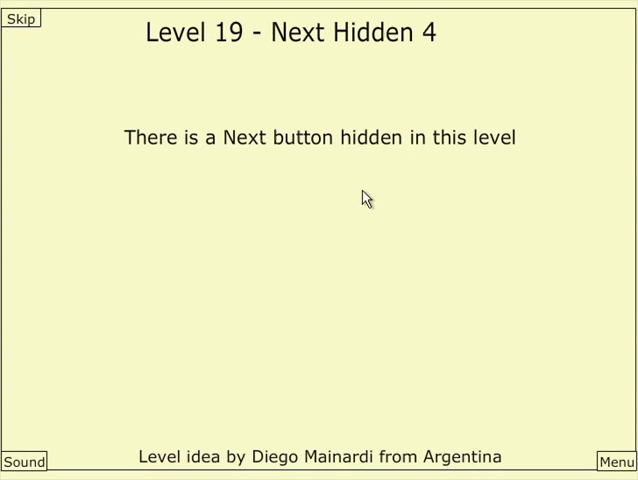 Skip
Level 19 - Next Hidden 4
There is a Next button hidden in this level
Sound
Level idea by Diego Mainardi from Argentina
Menu